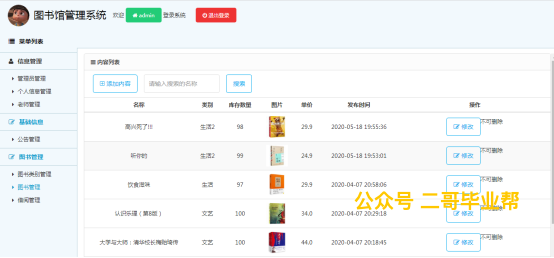 图书馆管理系统 欢迎 admin 登录系统 退出登录
菜单列表
信息管理
管理员管理
个人信息管理
老师管理
基础信息
公告管理
图书管理
图书类别管理
图书管理
借阅管理
内容列表
添加内容 请输入搜索的名称 搜索
名称 类别 库存数量 图片 单价 发布时间 操作
生活2 98 29.9 2020-05-18 19:55:36 修改 不可删除
听你的 生活2 99 24.9 2020-05-18 19:53:01 修改 不可删除
饮食滋味 生活 97 29.9 2020-04-07 20:58:06 修改 不可删除
认识乐理(第8版) 文艺 100 34.0 2020-04-07 20:29:18 修改 不可删除
大学与大师:清华校长梅贻琦传 文艺 100 44.0 2020-04-07 20:18:45 修改 不可删除
公众号 二哥毕业帮